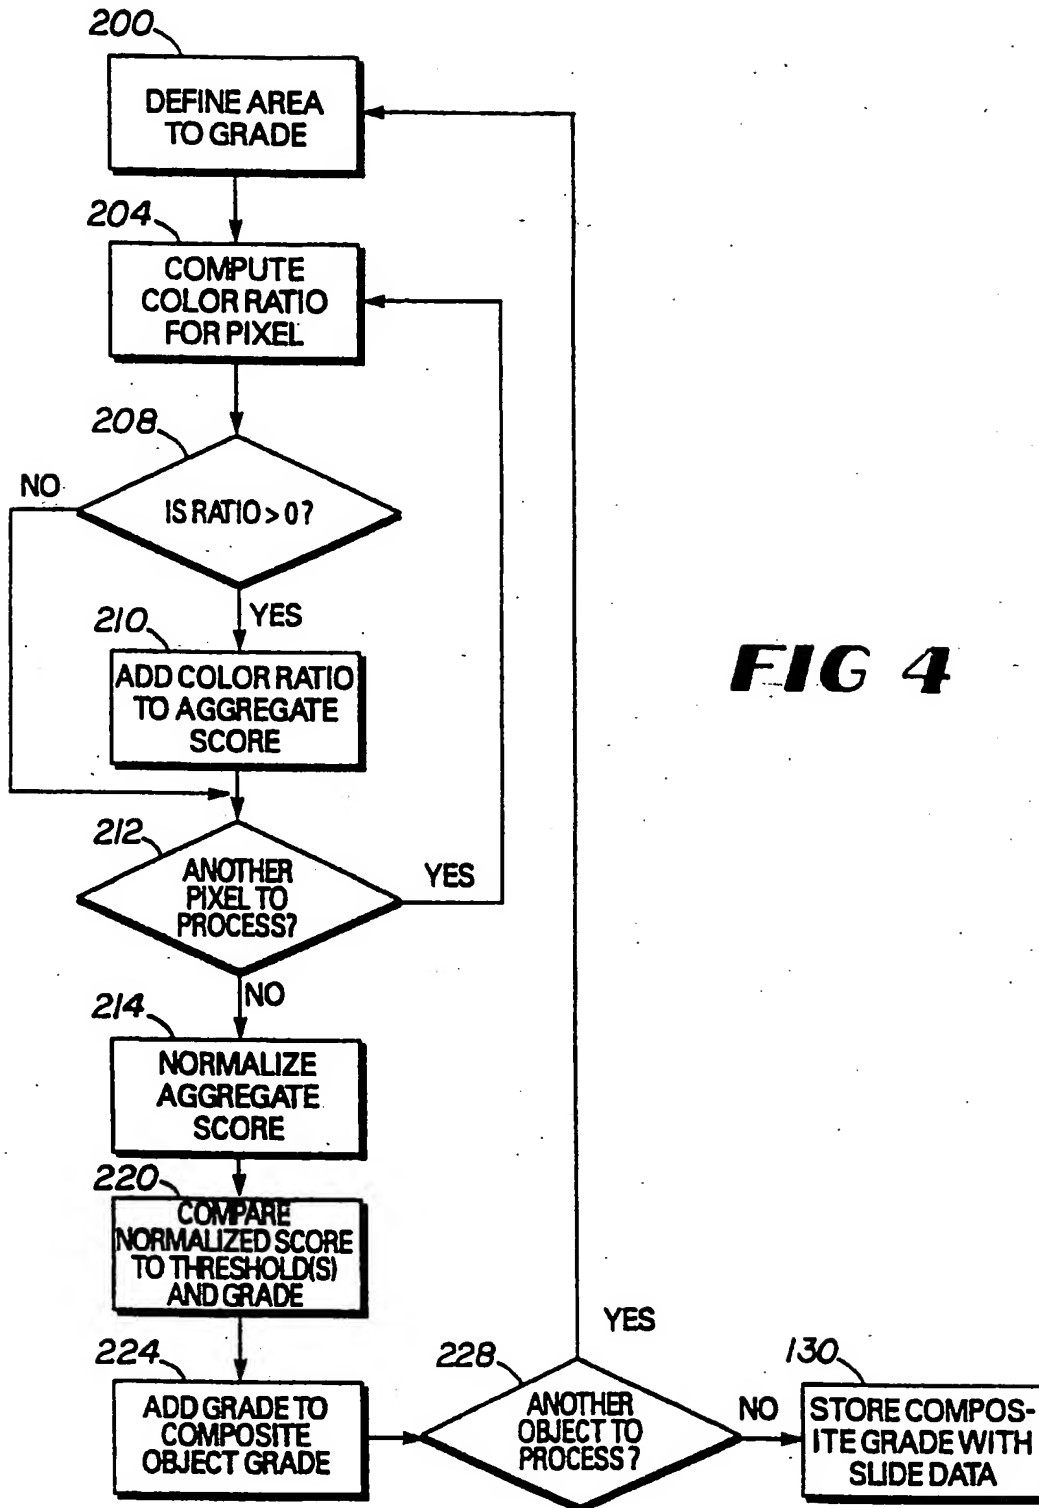 200
DEFINE AREA
TO GRADE
204
COMPUTE
COLOR RATIO
FOR PIXEL
208
NO
IS RATIO > 0?
YES
210
ADD COLOR RATIO
TO AGGREGATE
SCORE
FIG 4
212
ANOTHER
PIXEL TO
PROCESS?
YES
NO
214
NORMALIZE
AGGREGATE
SCORE
220
COMPARE
NORMALIZED SCORE
TO THRESHOLD(S)
AND GRADE
YES
224
ADD GRADE TO
COMPOSITE
OBJECT GRADE
228
ANOTHER
OBJECT TO
PROCESS?
NO
130
STORE COMPOS-
ITE GRADE WITH
SLIDE DATA